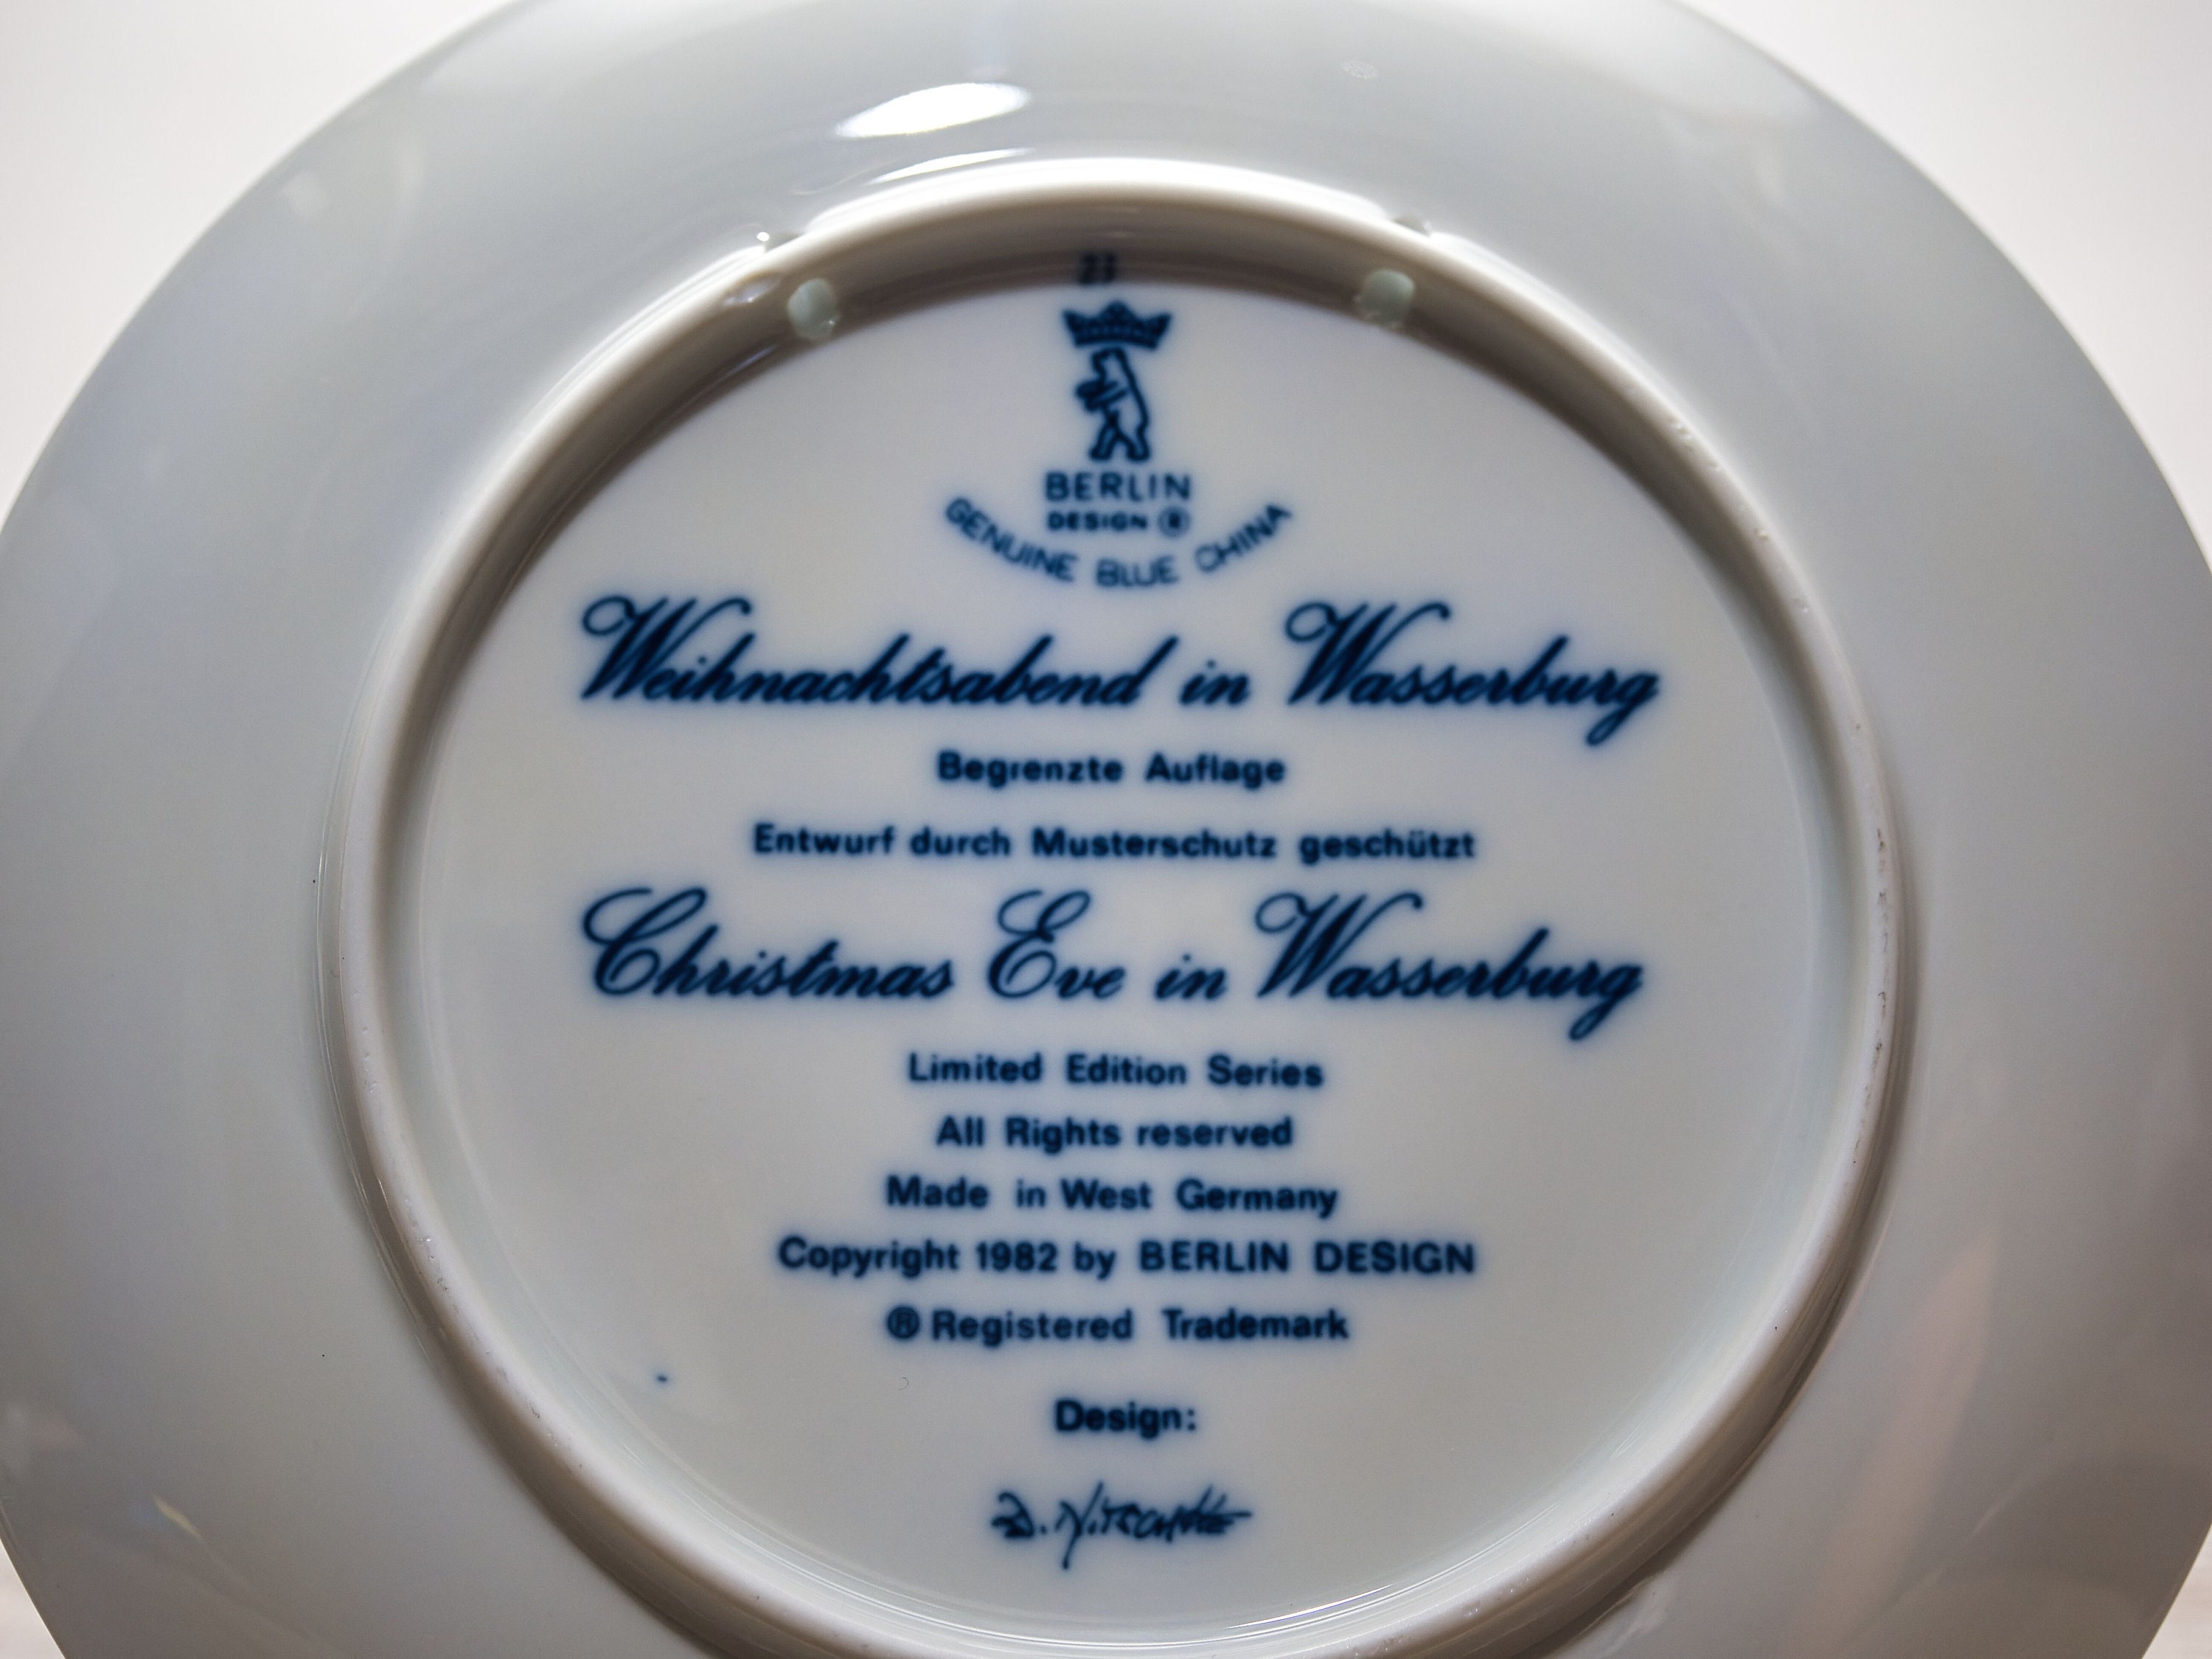 23
BERLIN
DESIGN ®
GENUINE BLUE CHINA
Weihnachtsabend in Wasserburg
Begrenzte Auflage
Entwurf durch Musterschutz geschützt
Christmas Eve in Wasserburg
Limited Edition Series
All Rights reserved
Made in West Germany
Copyright 1982 by BERLIN DESIGN
® Registered Trademark
Design: